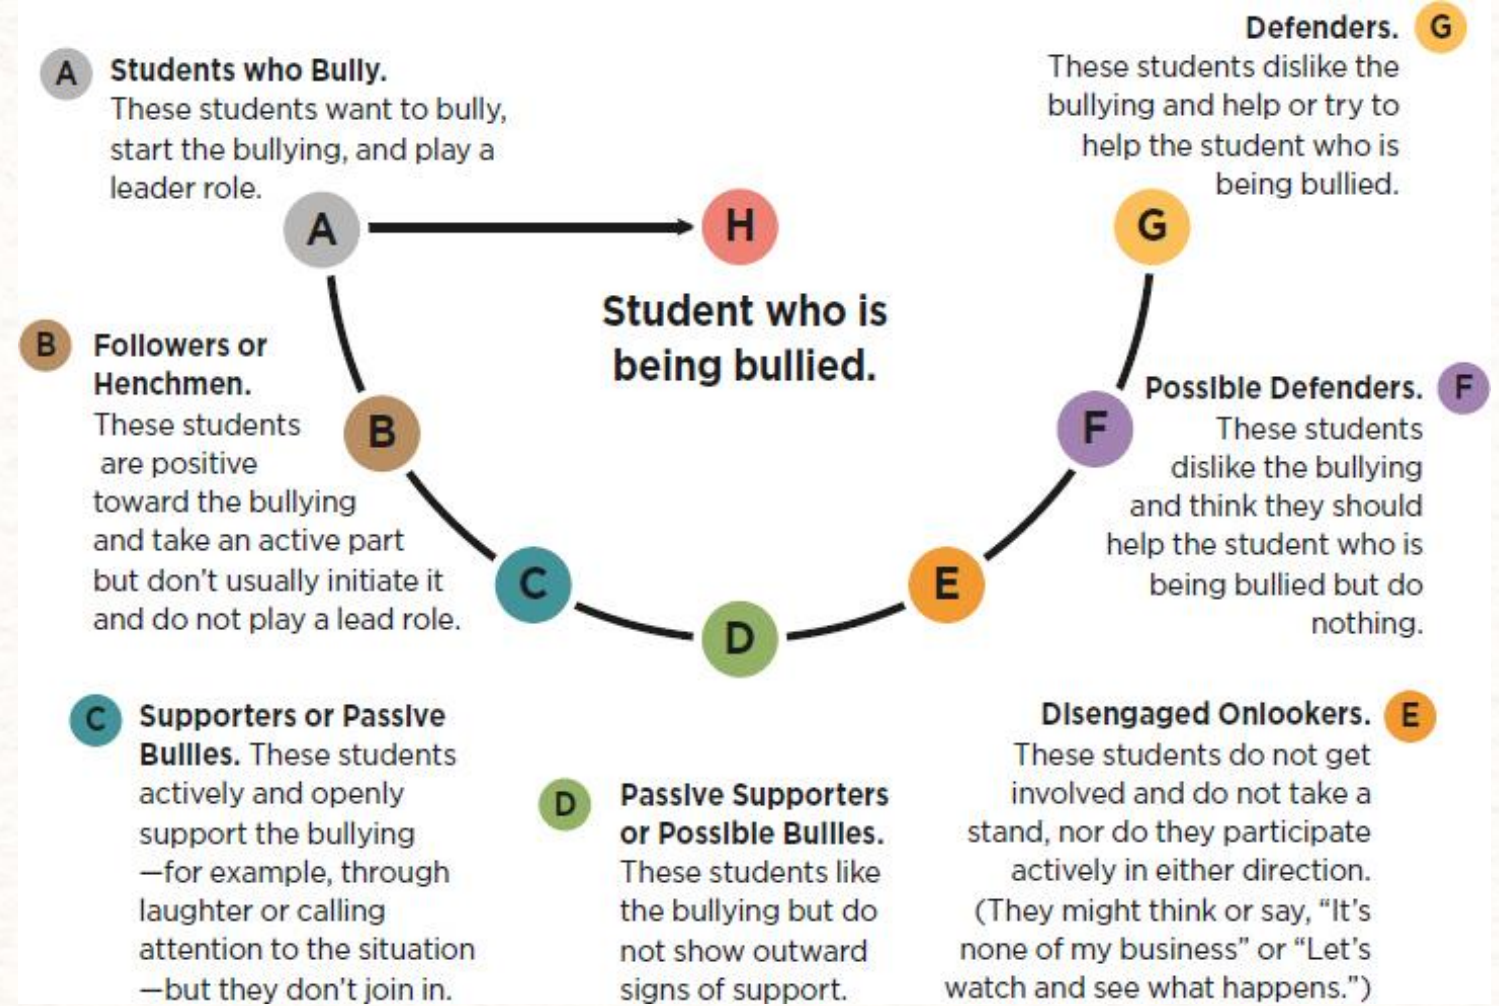 A
Students who Bully.
These students want to bully,
start the bullying, and play a
leader role.
Defenders.
G
These students dislike the
bullying and help or try to
help the student who is
being bullied.
A
H
G
Student who is
being bullied.
B
Followers or
Henchmen.
These students
are positive
toward the bullying
and take an active part
but don't usually initiate it
and do not play a lead role.
B
F
Possible Defenders.
F
These students
dislike the bullying
and think they should
help the student who is
being bullied but do
nothing.
C
D
E
C
Supporters or Passive
Bullies. These students
actively and openly
support the bullying
—for example, through
laughter or calling
attention to the situation
—but they don't join in.
D
Passive Supporters
or Possible Bullies.
These students like
the bullying but do
not show outward
signs of support.
Disengaged Onlookers.
E
These students do not get
involved and do not take a
stand, nor do they participate
actively in either direction.
(They might think or say, “It's
none of my business” or “Let's
watch and see what happens.”)